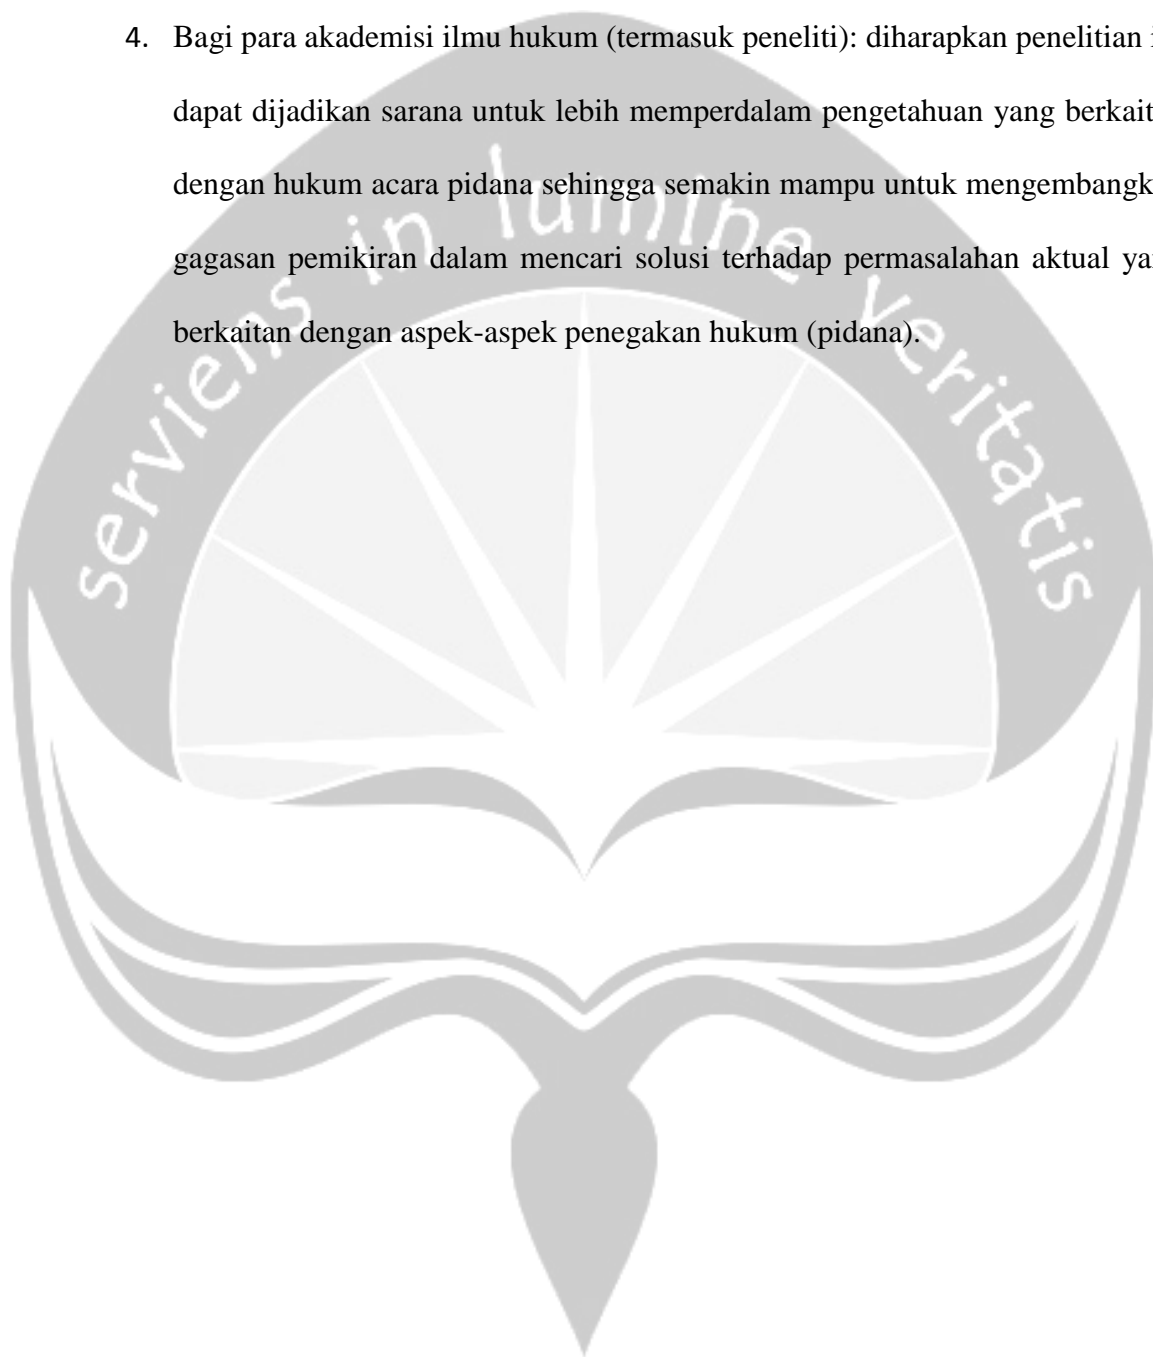 4. Bagi para akademisi ilmu hukum (termasuk peneliti): diharapkan penelitian
dapat dijadikan sarana untuk lebih memperdalam pengetahuan yang berkait
dengan hukum acara pidana sehingga semakin mampu untuk mengembangk
gagasan pemikiran dalam mencari solusi terhadap permasalahan aktual ya
berkaitan dengan aspek-aspek penegakan hukum (pidana).
serviens in lumine veritatis